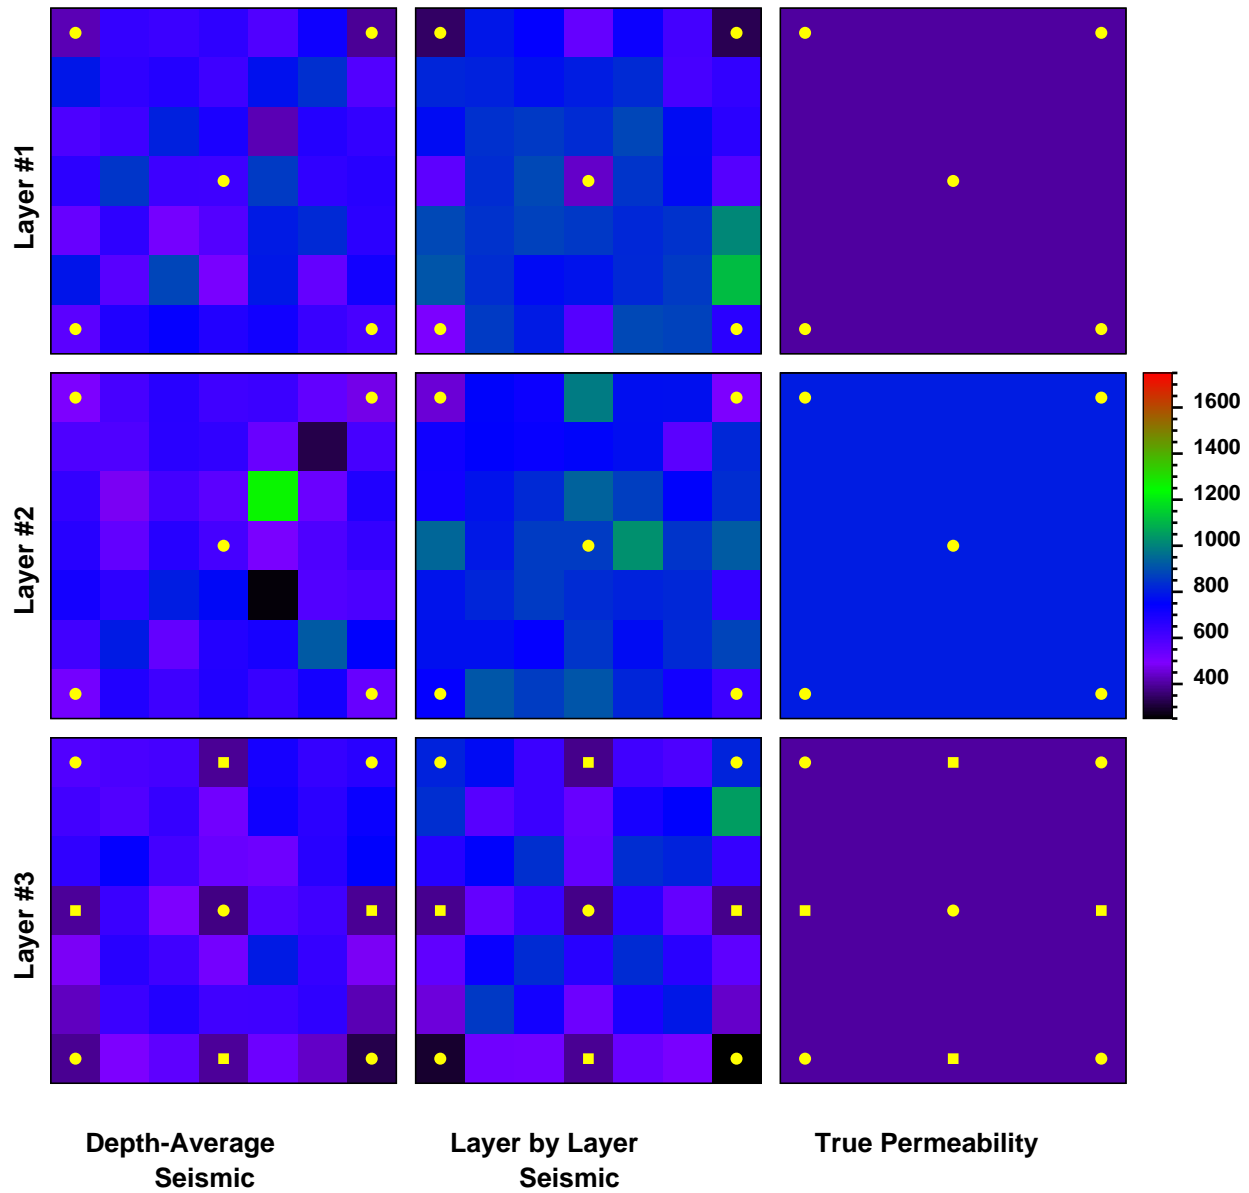 Layer #1
Layer #2
Layer #3
1600
1400
1200
1000
800
600
400
Depth-Average
Seismic
Layer by Layer
Seismic
True Permeability